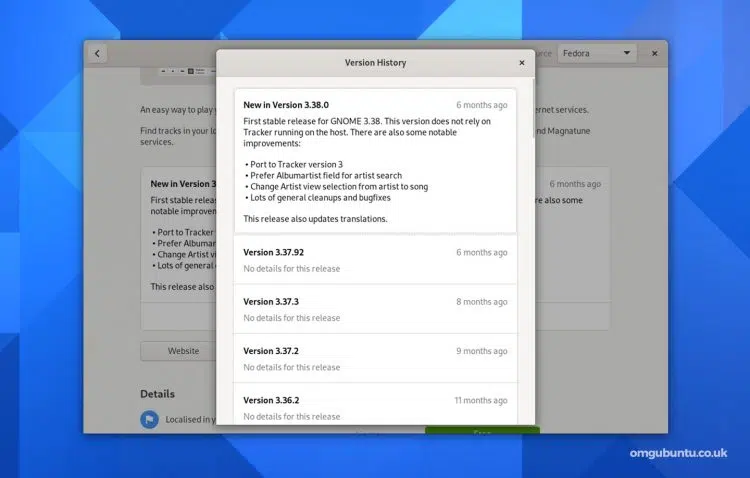 urce
Fedora
Version History
An easy way to play
ernet services.
Find tracks in your lo
nd Magnatune
services.
New in Version 3
6 months ago
First stable releas
re also some
notable improvem
• Port to Tracker
• Prefer Albumar
• Change Artist vi
• Lots of general
This release also
Website
Details
Localised in y
New in Version 3.38.0
6 months ago
First stable release for GNOME 3.38. This version does not rely on
Tracker running on the host. There are also some notable
improvements:
• Port to Tracker version 3
• Prefer Albumartist field for artist search
• Change Artist view selection from artist to song
• Lots of general cleanups and bugfixes
This release also updates translations.
Version 3.37.92
6 months ago
No details for this release
Version 3.37.3
8 months ago
No details for this release
Version 3.37.2
9 months ago
No details for this release
Version 3.36.2
11 months ago
No details for this release
omgubuntu.co.uk